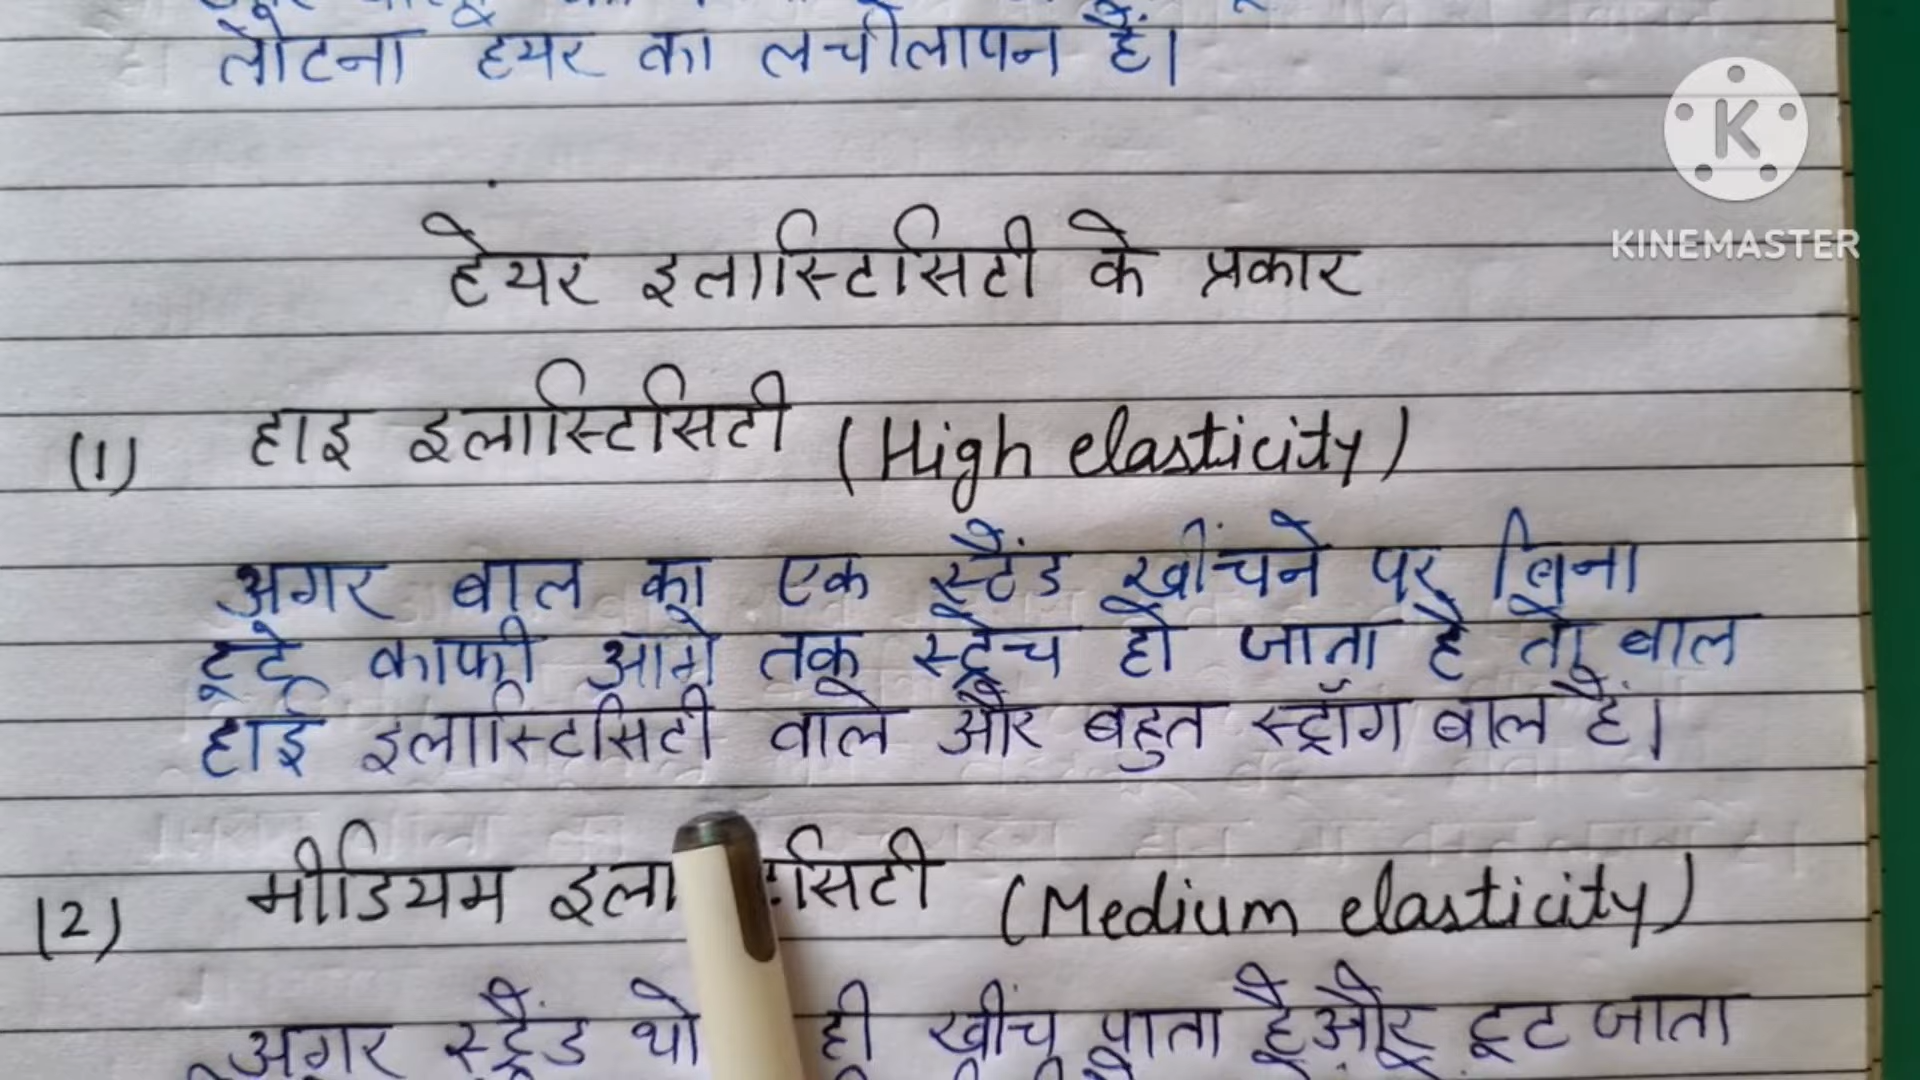 लौटना हेयर का लचीलापन हैं।
KINEMASTER
हेयर इलास्टिसिटी के प्रकार
(1) हाइ इलास्टिसिटी (High elasticity)
अगर बाल का एक स्टैंड खींचने पर बिना
टूटे काफी आगे तक स्ट्रेच हो जाता है तो बाल
हाई इलास्टिसिटी वाले और बहुत स्ट्रॉग बाल हैं।
(2) मीडियम (Medium elasticity)
अगर स्ट्रैंड ही खींच पाता है और टूट जाता